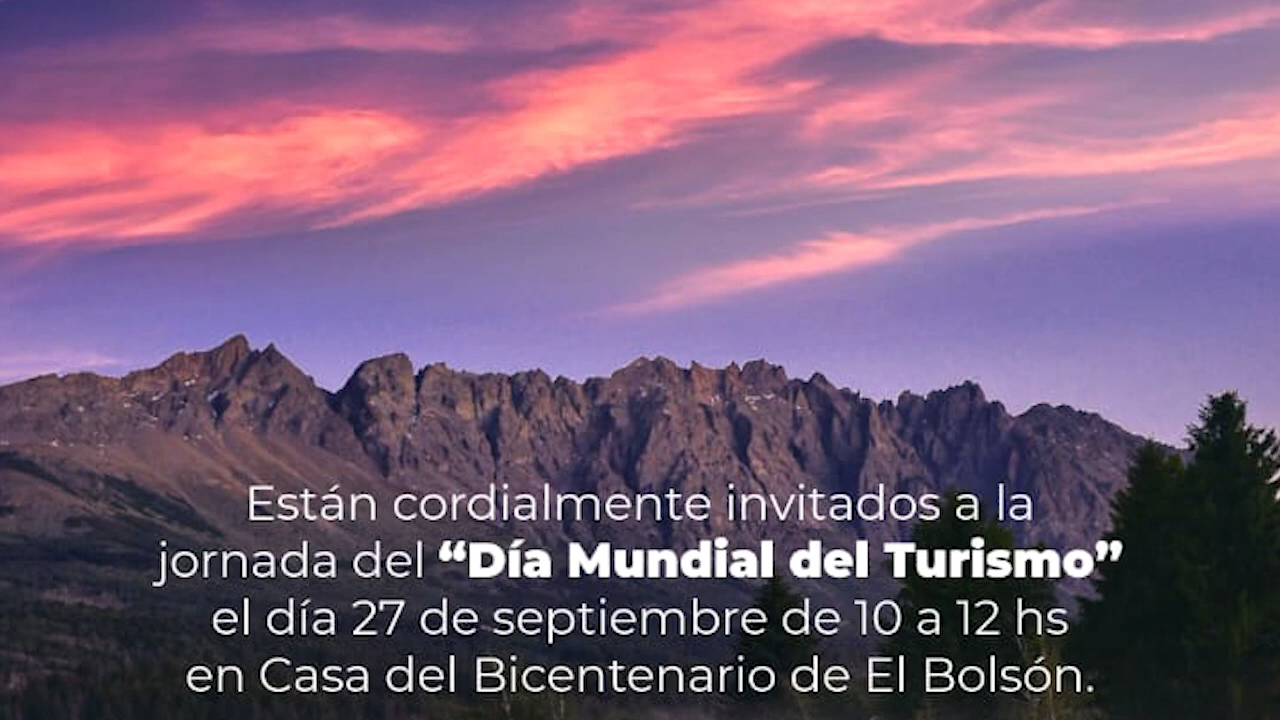 Están cordialmente invitados a la
jornada del “Día Mundial del Turismo”
el día 27 de septiembre de 10 a 12 hs
en Casa del Bicentenario de El Bolsón.